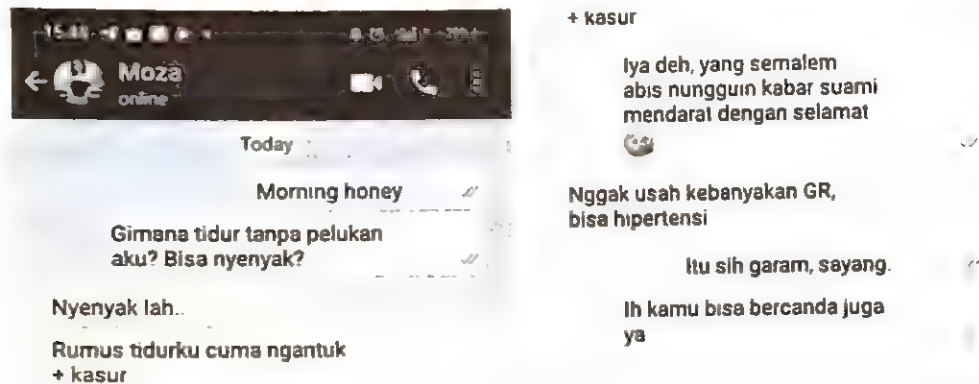 Moza
online
Today
Morning honey
Gimana tidur tanpa pelukan
aku? Bisa nyenyak?
Nyenyak lah..
Rumus tidurku cuma ngantuk
+ kasur
+ kasur
Iya deh, yang semalem
abis nungguin kabar suami
mendarat dengan selamat
Nggak usah kebanyakan GR,
bisa hipertensi
Itu sih garam, sayang.
Ih kamu bisa bercanda juga
ya